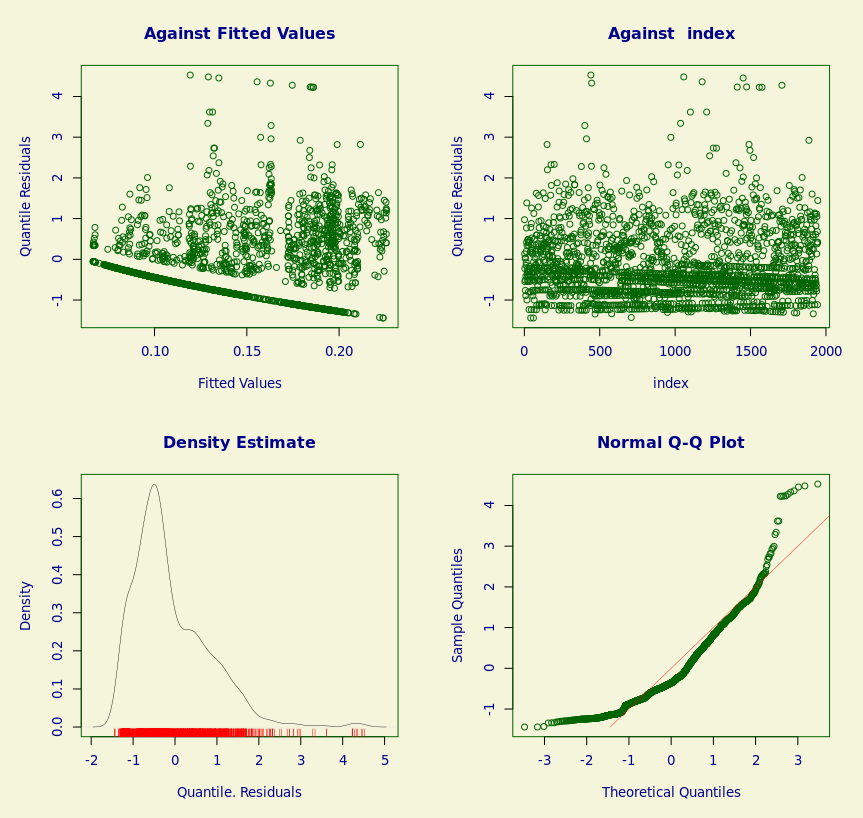 Against Fitted Values
Quantile Residuals
4
3
2
1
0
-1
0.10 0.15 0.20
Fitted Values
Against  index
Quantile Residuals
4
3
2
1
0
-1
0 500 1000 1500 2000
index
Density Estimate
Density
0.6
0.5
0.4
0.3
0.2
0.1
0.0
-2 -1 0 1 2 3 4 5
Quantile. Residuals
Normal Q-Q Plot
Sample Quantiles
4
3
2
1
0
-1
-3 -2 -1 0 1 2 3
Theoretical Quantiles